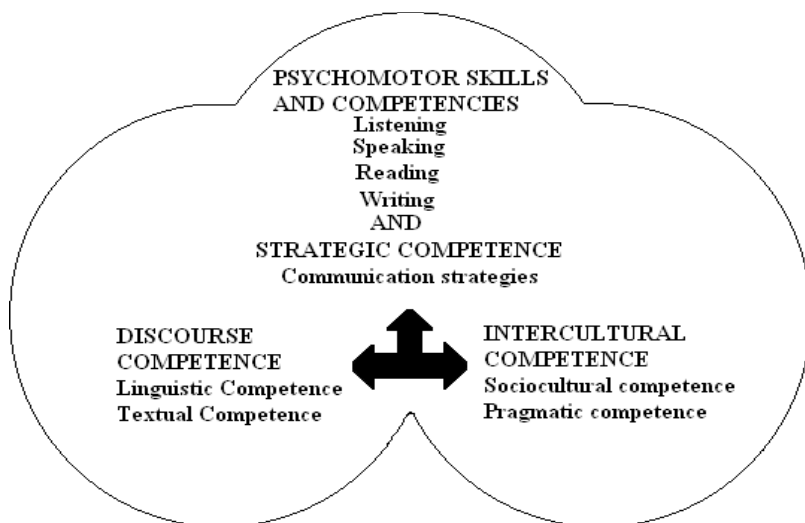 PSYCHOMOTOR SKILLS
AND COMPETENCIES
Listening
Speaking
Reading
Writing
AND
STRATEGIC COMPETENCE
Communication strategies
DISCOURSE
COMPETENCE
Linguistic Competence
Textual Competence
INTERCULTURAL
COMPETENCE
Sociocultural competence
Pragmatic competence